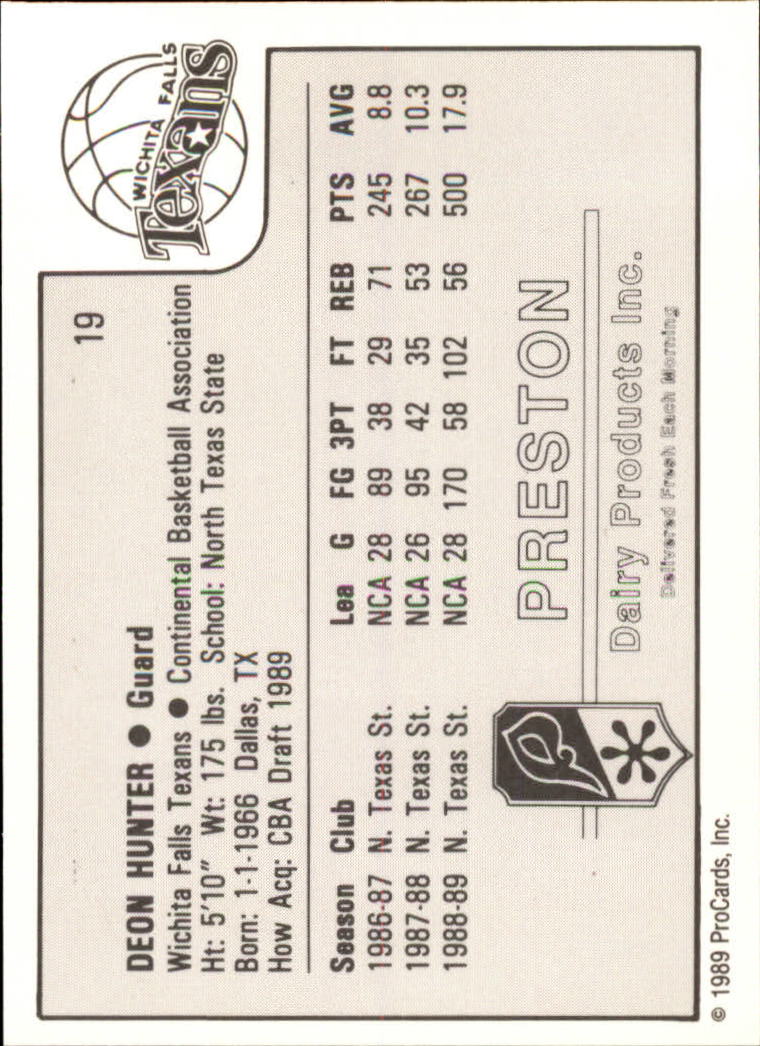 19
WICHITA FALLS
Texans
DEON HUNTER ● Guard
Wichita Falls Texans ● Continental Basketball Association
Ht: 5'10" Wt: 175 lbs. School: North Texas State
Born: 1-1-1966 Dallas, TX
How Acq: CBA Draft 1989
Season Club Lea G FG 3PT FT REB PTS AVG
1986-87 N. Texas St. NCA 28 89 38 29 71 245 8.8
1987-88 N. Texas St. NCA 26 95 42 35 53 267 10.3
1988-89 N. Texas St. NCA 28 170 58 102 56 500 17.9
PRESTON
Dairy Products Inc.
Delivered Fresh Each Morning
© 1989 ProCards, Inc.